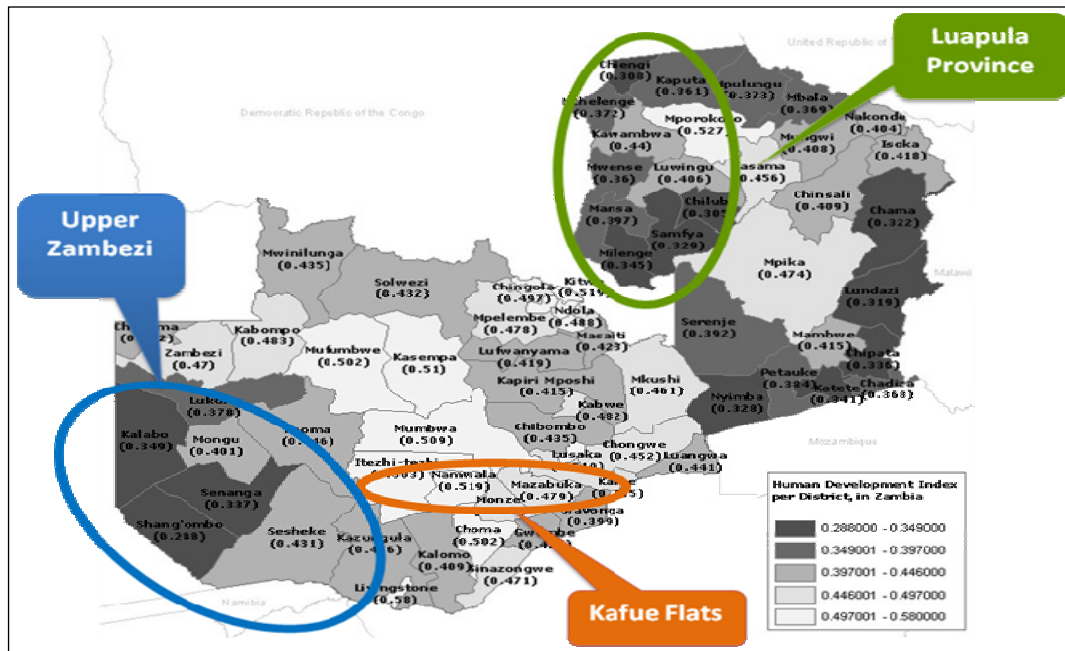 United Republic of
Luapula
Province
Democratic Republic of the Congo
Chiengi
(0.308)
Kaputa
(0.361)
Mpulungu
(0.373)
Mbala
(0.369)
(0.372)
Mporokoso
(0.527)
Nakonde
(0.404)
Kawambwa
(0.44)
Mungwi
(0.408)
Isoka
(0.418)
Mwense
(0.36)
Luwingu
(0.406)
(0.456)
Chinsali
(0.409)
Mansa
(0.397)
Chilubi
(0.305)
Chama
(0.322)
Samfya
(0.329)
Milenge
(0.345)
Mpika
(0.474)
Malawi
Lundazi
(0.319)
Upper
Zambezi
Mwinilunga
(0.435)
Solwezi
(0.432)
Chingola
(0.497)
Kitwe
Ndola
(0.488)
Mpelembe
(0.478)
Masaiti
(0.423)
Serenje
(0.392)
Mambwe
(0.415)
Chipata
(0.336)
Kabompo
(0.483)
Zambezi
(0.47)
Mufumbwe
(0.502)
Kasempa
(0.51)
Lufwanyama
(0.419)
Kapiri Mposhi
(0.415)
Mkushi
(0.461)
Petauke
(0.384)
Katete
(0.341)
Chadiza
(0.368)
Nyimba
(0.328)
(0.378)
Kalabo
(0.349)
Mongu
(0.401)
Mumbwa
(0.509)
Kabwe
(0.482)
Chibombo
(0.435)
Chongwe
(0.452)
Luangwa
(0.441)
Mozambique
Lusaka
Itezhi-tezhi
Namwala
(0.519)
Mazabuka
(0.479)
Monze
Senanga
(0.337)
Shang'ombo
(0.288)
Sesheke
(0.431)
Kazungula
Choma
(0.502)
(0.399)
Kalomo
(0.409)
Sinazongwe
(0.471)
Livingstone
(0.58)
Namibia
Kafue Flats
Human Development Index
per District, in Zambia
0.288000 - 0.349000
0.349001 - 0.397000
0.397001 - 0.446000
0.446001 - 0.497000
0.497001 - 0.580000